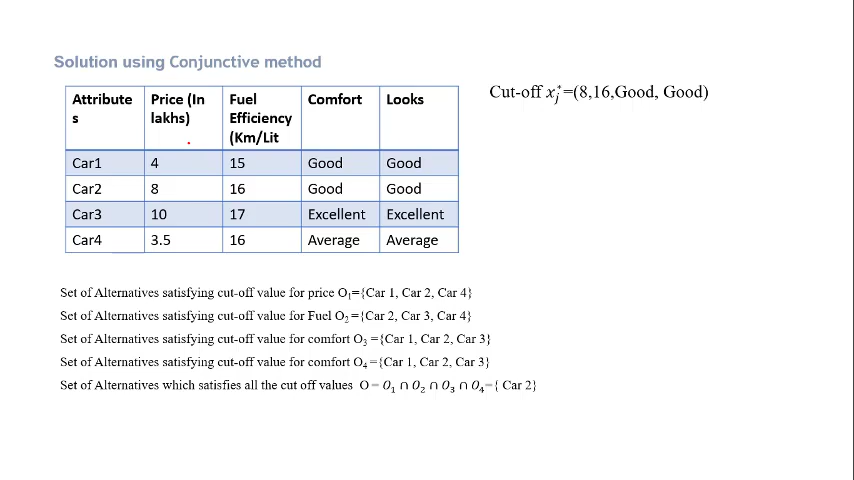 Solution using Conjunctive method
Cut-off x*ⱼ=(8,16,Good, Good)
Attributes Price (In lakhs) Fuel Efficiency (Km/Lit Comfort Looks
Car1 4 15 Good Good
Car2 8 16 Good Good
Car3 10 17 Excellent Excellent
Car4 3.5 16 Average Average
Set of Alternatives satisfying cut-off value for price O₁={Car 1, Car 2, Car 4}
Set of Alternatives satisfying cut-off value for Fuel O₂ ={Car 2, Car 3, Car 4}
Set of Alternatives satisfying cut-off value for comfort O₃ ={Car 1, Car 2, Car 3}
Set of Alternatives satisfying cut-off value for comfort O₄ ={Car 1, Car 2, Car 3}
Set of Alternatives which satisfies all the cut off values O = O₁ ∩ O₂ ∩ O₃ ∩ O₄={ Car 2}